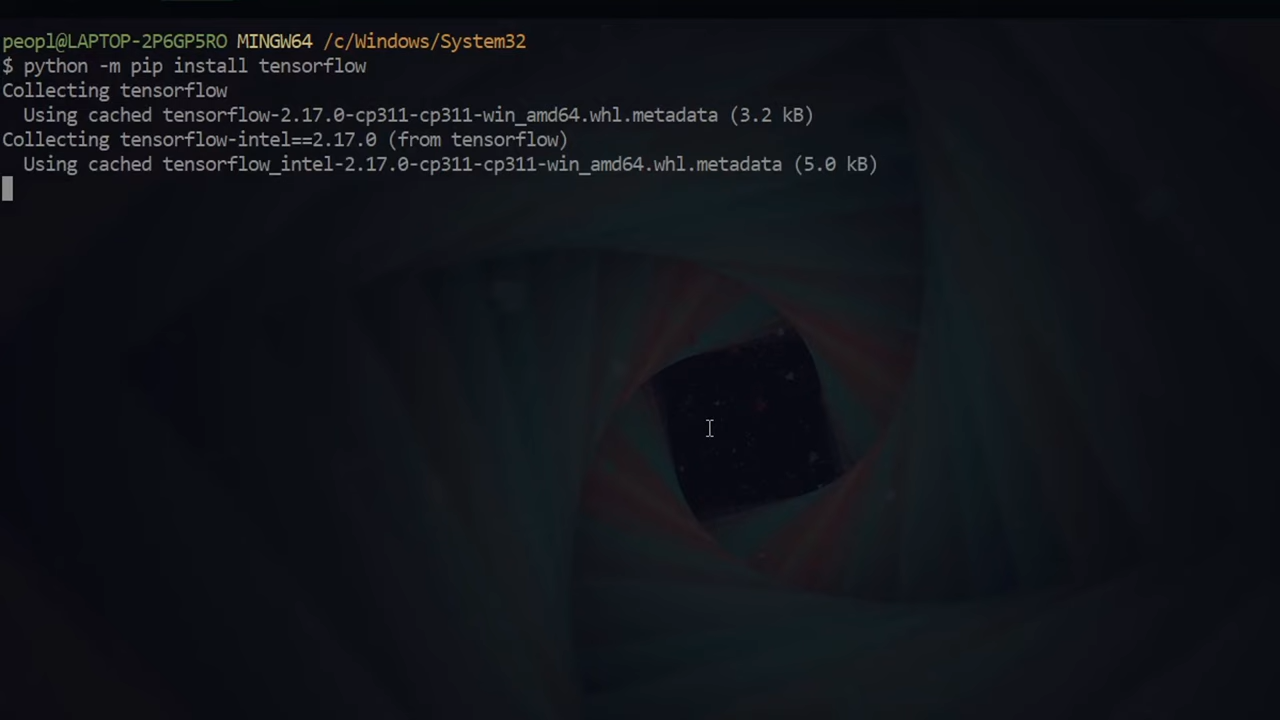 peopl@LAPTOP-2P6GP5RO MINGW64 /c/Windows/System32
$ python -m pip install tensorflow
Collecting tensorflow
  Using cached tensorflow-2.17.0-cp311-cp311-win_amd64.whl.metadata (3.2 kB)
Collecting tensorflow-intel==2.17.0 (from tensorflow)
  Using cached tensorflow_intel-2.17.0-cp311-cp311-win_amd64.whl.metadata (5.0 kB)